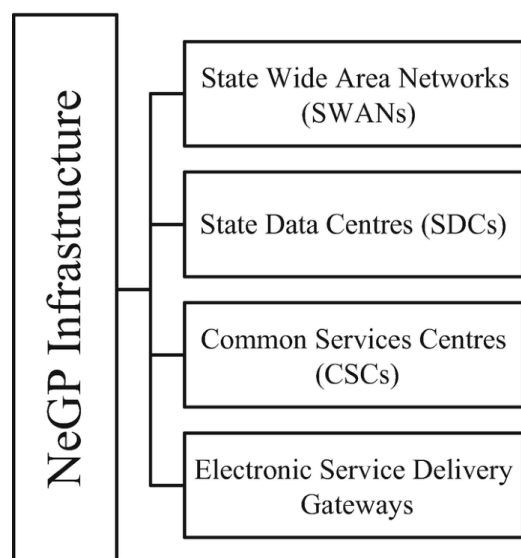 NeGP Infrastructure
State Wide Area Networks
(SWANs)
State Data Centres (SDCs)
Common Services Centres
(CSCs)
Electronic Service Delivery
Gateways